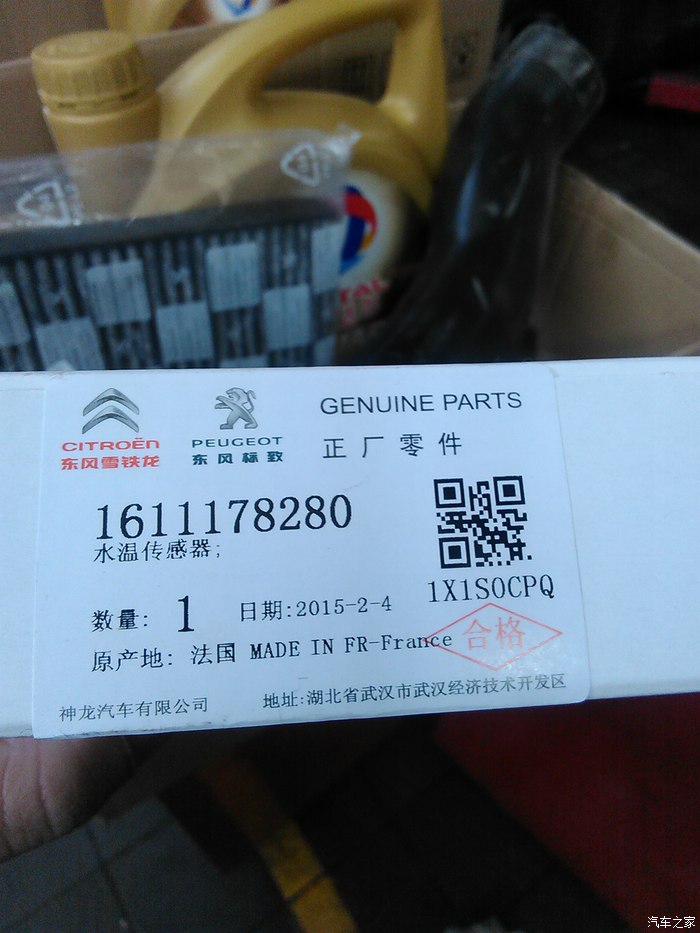 TAL
CITROËN
东风雪铁龙
PEUGEOT
东风标致
GENUINE PARTS
正厂零件
1611178280
水温传感器;
1X1S0CPQ
数量: 1
日期:2015-2-4
原产地: 法国 MADE IN FR-France
合格
神龙汽车有限公司
地址:湖北省武汉市武汉经济技术开发区
汽车之家